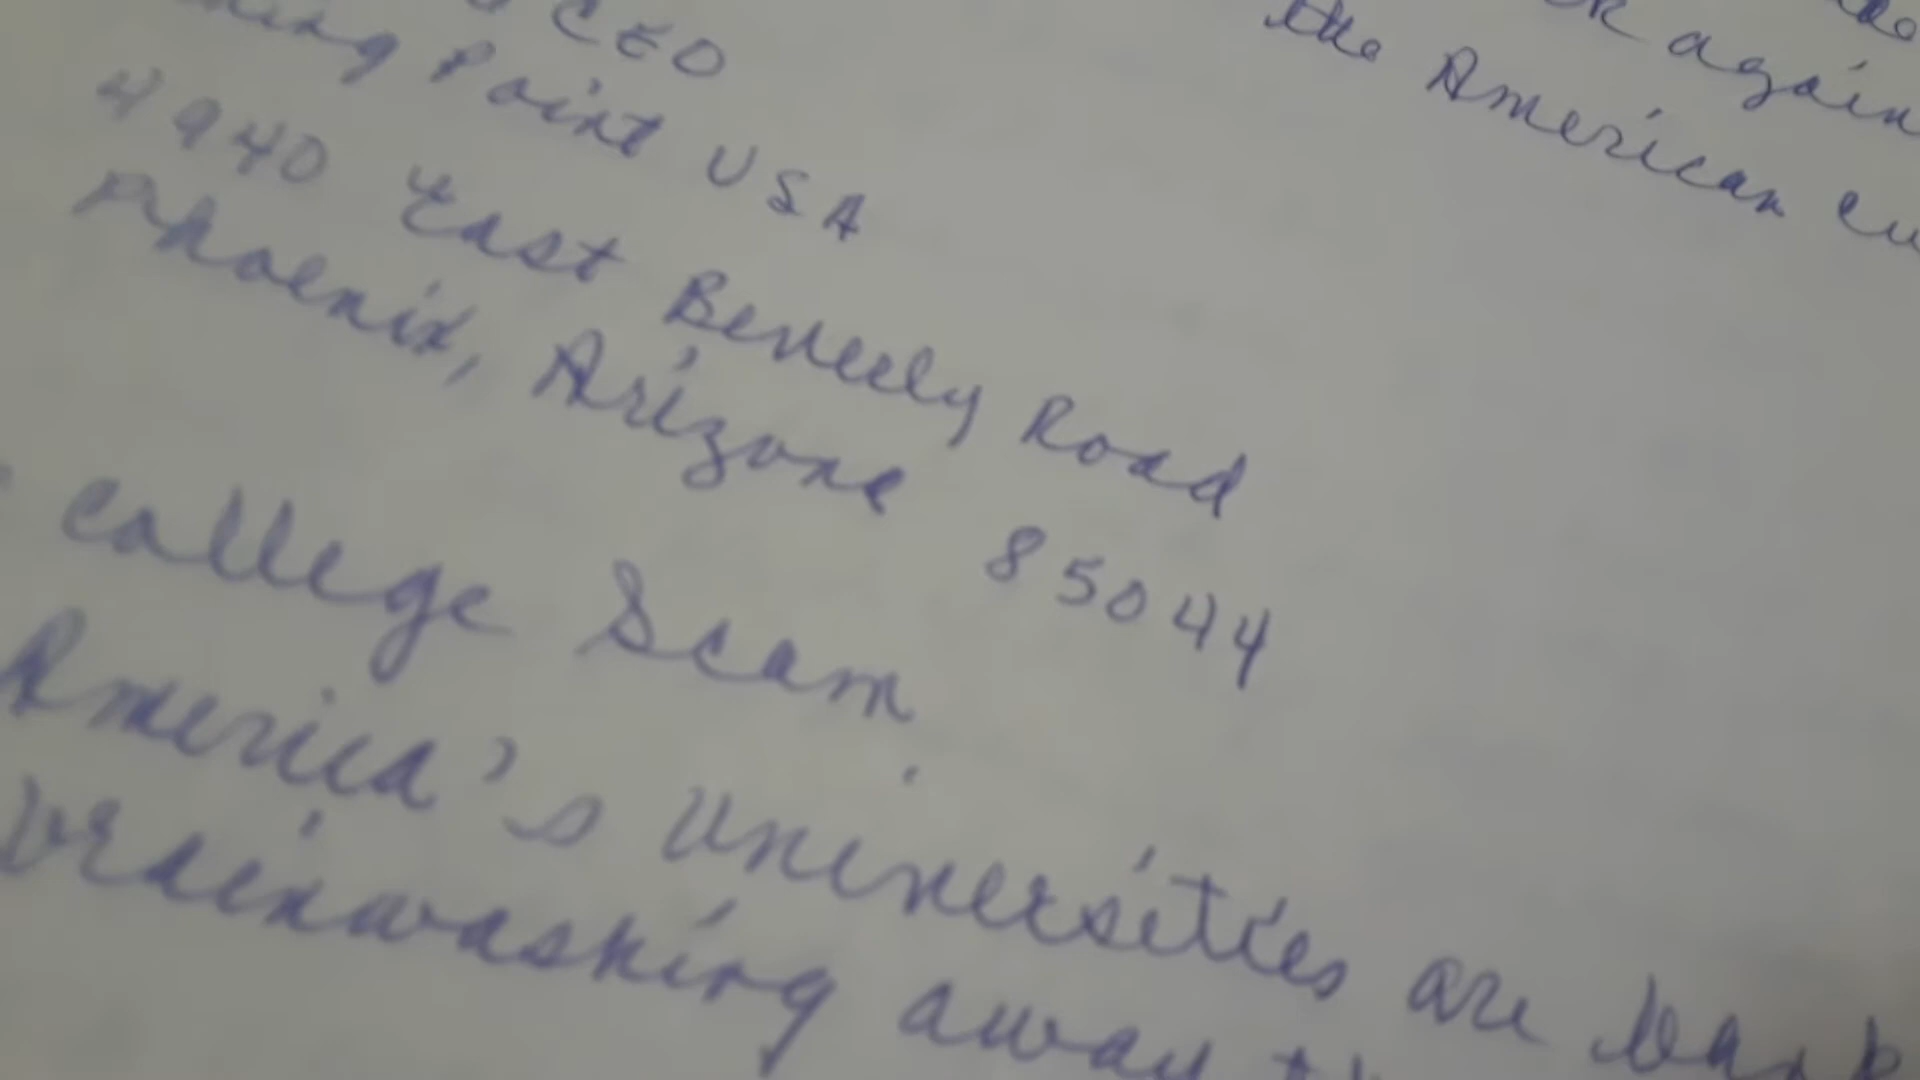 CEO
Point USA
4940 East Beverly Road
Phoenix, Arizona 85044
College Scam
America's Universities are
brainwashing away
again
the American